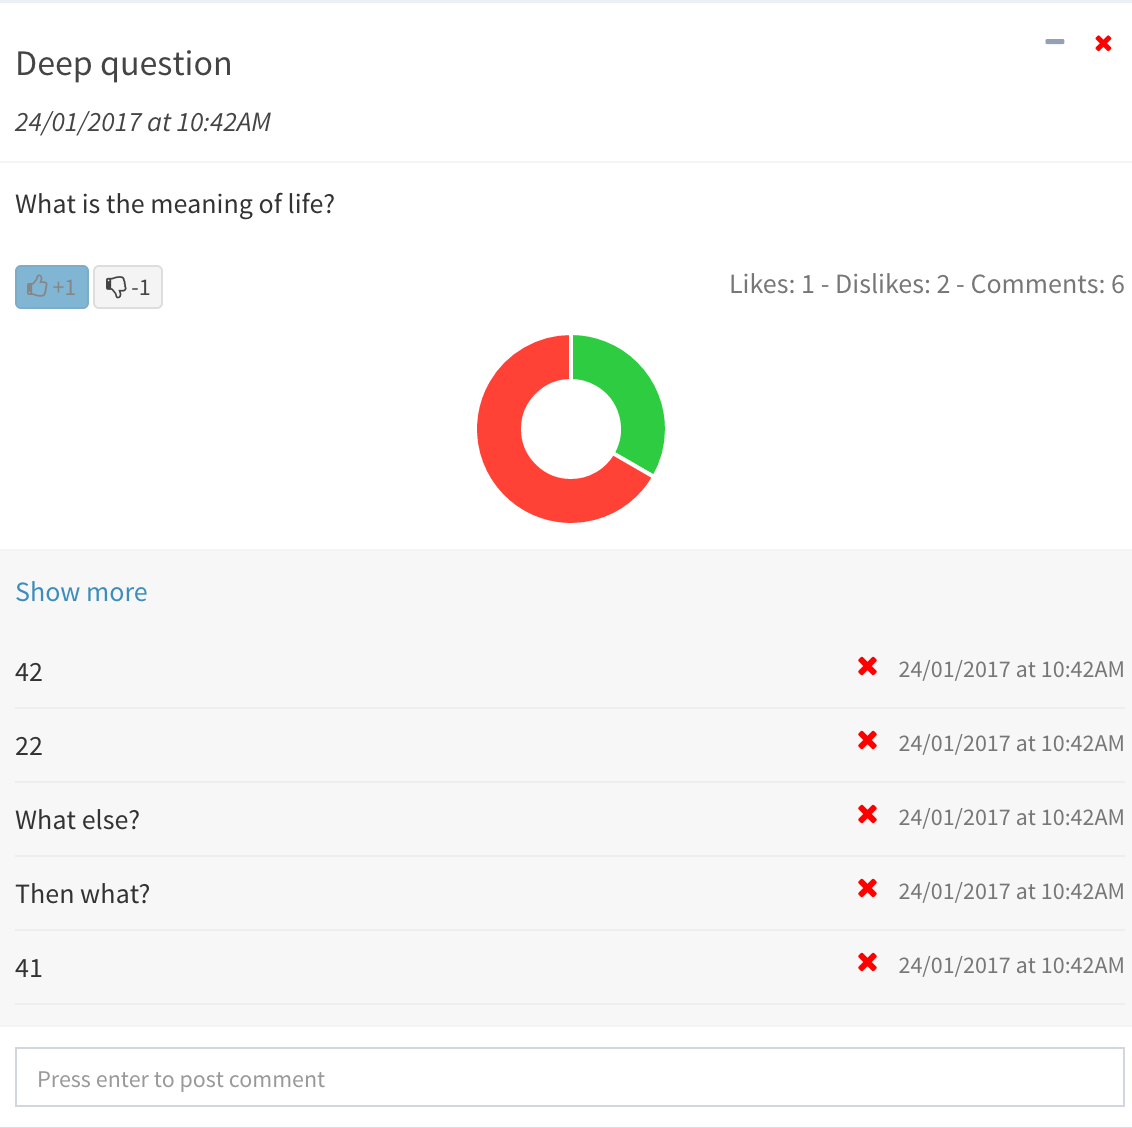 Deep question
24/01/2017 at 10:42AM
What is the meaning of life?
+1 -1 Likes: 1 - Dislikes: 2 - Comments: 6
Show more
42 24/01/2017 at 10:42AM
22 24/01/2017 at 10:42AM
What else? 24/01/2017 at 10:42AM
Then what? 24/01/2017 at 10:42AM
41 24/01/2017 at 10:42AM
Press enter to post comment